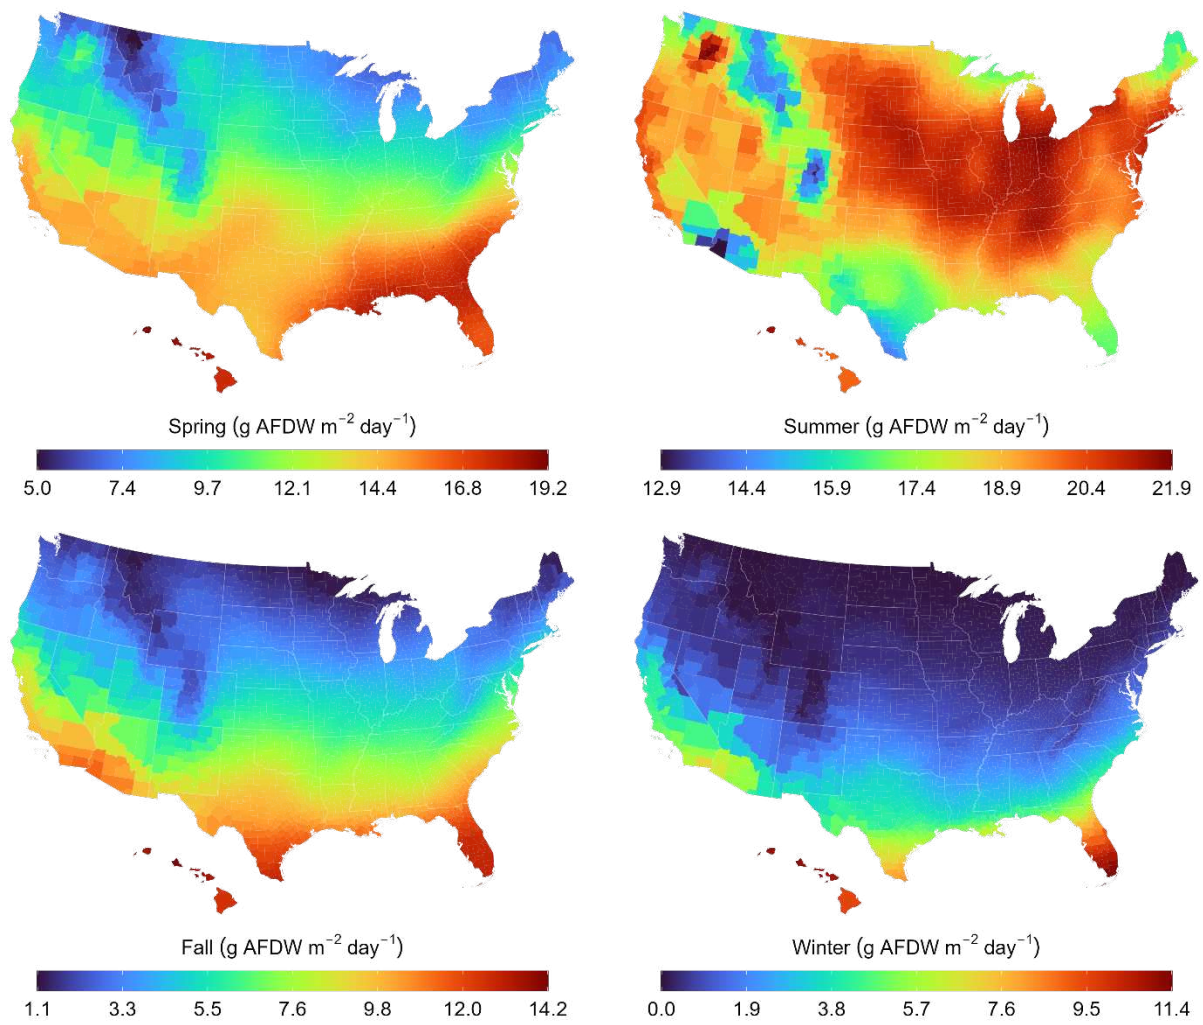 Spring (g AFDW m⁻² day⁻¹)
5.0 7.4 9.7 12.1 14.4 16.8 19.2
Summer (g AFDW m⁻² day⁻¹)
12.9 14.4 15.9 17.4 18.9 20.4 21.9
Fall (g AFDW m⁻² day⁻¹)
1.1 3.3 5.5 7.6 9.8 12.0 14.2
Winter (g AFDW m⁻² day⁻¹)
0.0 1.9 3.8 5.7 7.6 9.5 11.4